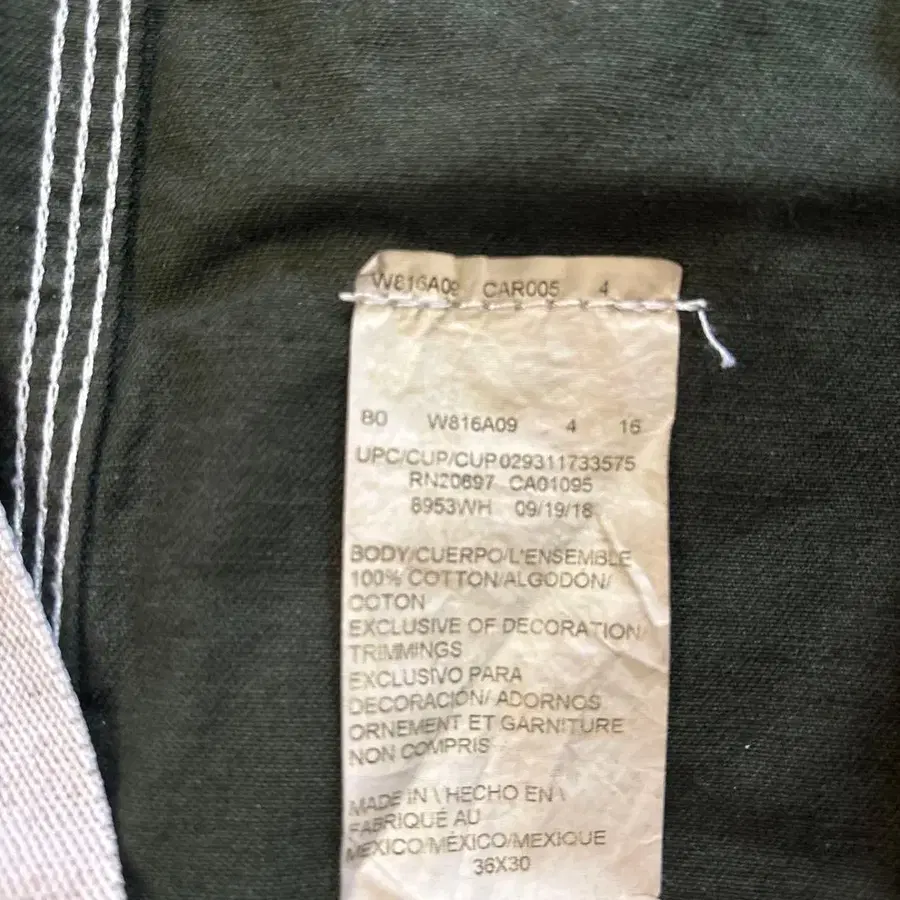 W816A09 CAR005 4
80 W816A09 4 16
UPC/CUP/CUP 029311733575
RN20697 CA01095
8953WH 09/19/18
BODY/CUERPO/L'ENSEMBLE
100% COTTON/ALGODÓN/
COTON
EXCLUSIVE OF DECORATION/
TRIMMINGS
EXCLUSIVO PARA
DECORACIÓN/ ADORNOS
ORNEMENT ET GARNITURE
NON COMPRIS
MADE IN \ HECHO EN \
FABRIQUÉ AU
MEXICO/MÉXICO/MEXIQUE
36X30